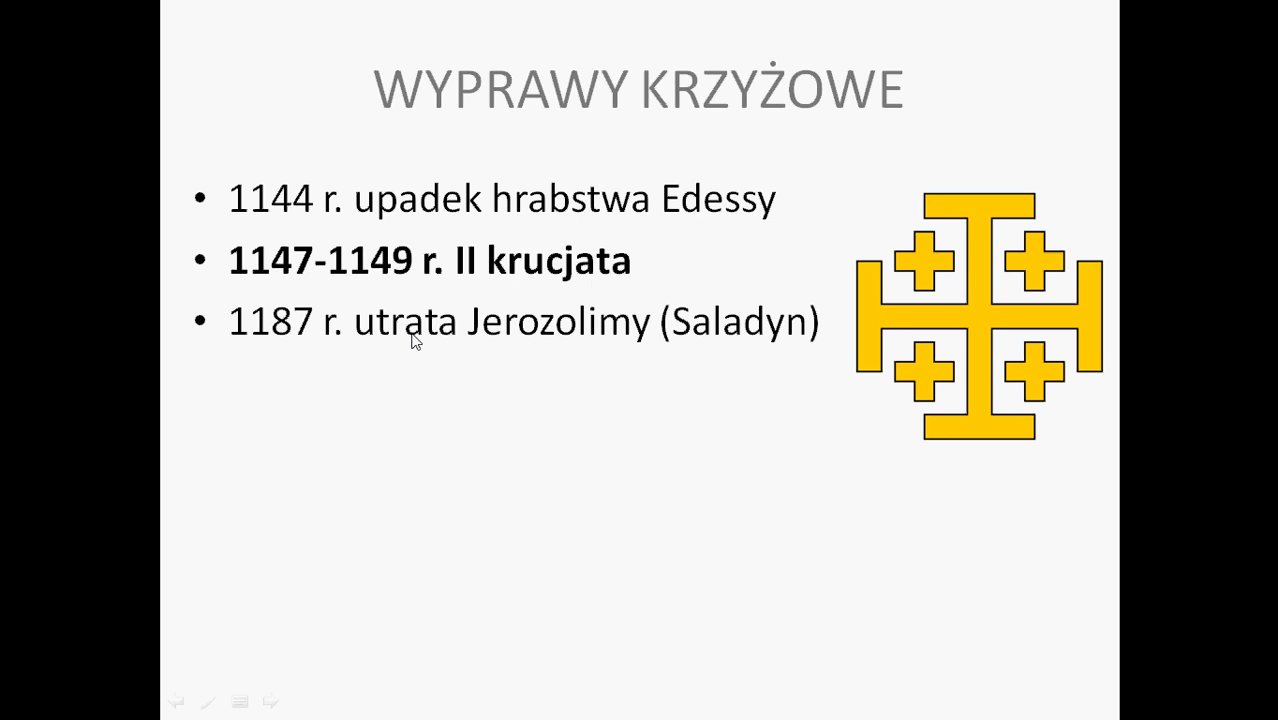 WYPRAWY KRZYŻOWE
• 1144 r. upadek hrabstwa Edessy
• 1147-1149 r. II krucjata
• 1187 r. utrata Jerozolimy (Saladyn)